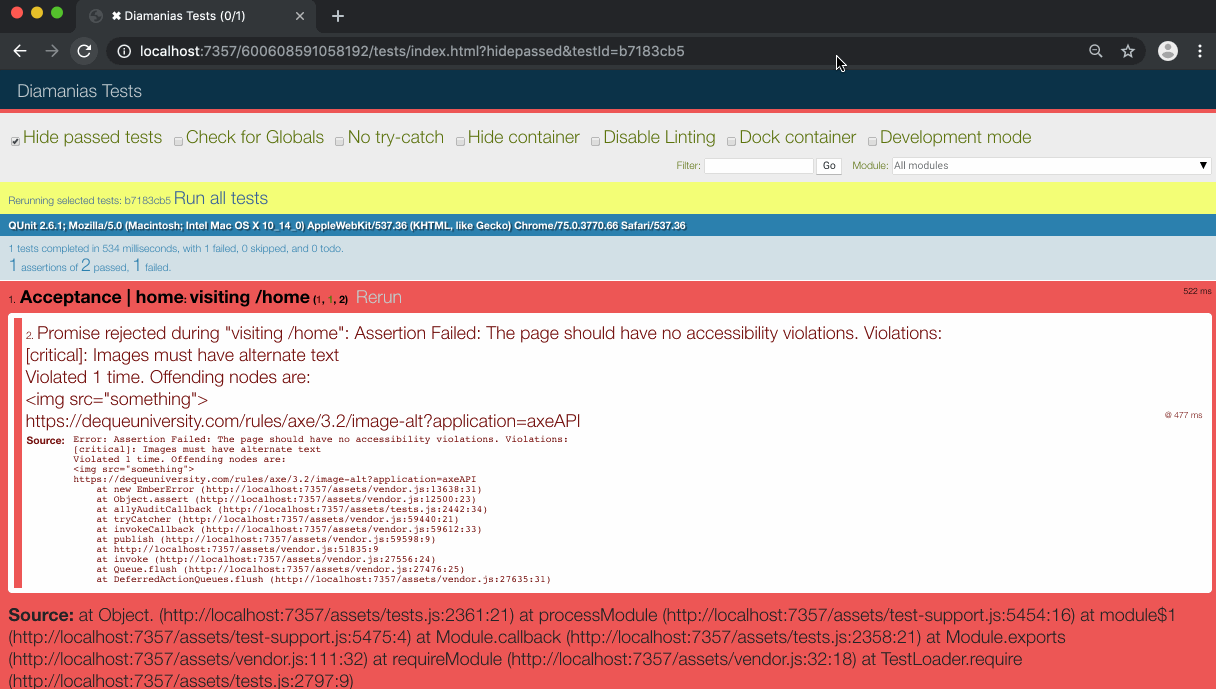 ✖ Diamanias Tests (0/1)
localhost:7357/600608591058192/tests/index.html?hidepassed&testId=b7183cb5
Diamanias Tests
Hide passed tests Check for Globals No try-catch Hide container Disable Linting Dock container Development mode
Filter: Go Module: All modules ▼
Rerunning selected tests: b7183cb5 Run all tests
QUnit 2.6.1; Mozilla/5.0 (Macintosh; Intel Mac OS X 10_14_0) AppleWebKit/537.36 (KHTML, like Gecko) Chrome/75.0.3770.66 Safari/537.36
1 tests completed in 534 milliseconds, with 1 failed, 0 skipped, and 0 todo.
1 assertions of 2 passed, 1 failed.
1. Acceptance | home: visiting /home (1, 1, 2) Rerun 522 ms
2. Promise rejected during "visiting /home": Assertion Failed: The page should have no accessibility violations. Violations:
[critical]: Images must have alternate text
Violated 1 time. Offending nodes are:
<img src="something">
https://dequeuniversity.com/rules/axe/3.2/image-alt?application=axeAPI
@ 477 ms
Source: Error: Assertion Failed: The page should have no accessibility violations. Violations:
[critical]: Images must have alternate text
Violated 1 time. Offending nodes are:
<img src="something">
https://dequeuniversity.com/rules/axe/3.2/image-alt?application=axeAPI
at new EmberError (http://localhost:7357/assets/vendor.js:13638:31)
at Object.assert (http://localhost:7357/assets/vendor.js:12500:23)
at a11yAuditCallback (http://localhost:7357/assets/tests.js:2442:34)
at tryCatcher (http://localhost:7357/assets/vendor.js:59440:21)
at invokeCallback (http://localhost:7357/assets/vendor.js:59612:33)
at publish (http://localhost:7357/assets/vendor.js:59598:9)
at http://localhost:7357/assets/vendor.js:51835:9
at invoke (http://localhost:7357/assets/vendor.js:27556:24)
at Queue.flush (http://localhost:7357/assets/vendor.js:27476:25)
at DeferredActionQueues.flush (http://localhost:7357/assets/vendor.js:27635:31)
Source: at Object. (http://localhost:7357/assets/tests.js:2361:21) at processModule (http://localhost:7357/assets/test-support.js:5454:16) at module$1
(http://localhost:7357/assets/test-support.js:5475:4) at Module.callback (http://localhost:7357/assets/tests.js:2358:21) at Module.exports
(http://localhost:7357/assets/vendor.js:111:32) at requireModule (http://localhost:7357/assets/vendor.js:32:18) at TestLoader.require
(http://localhost:7357/assets/tests.js:2797:9)